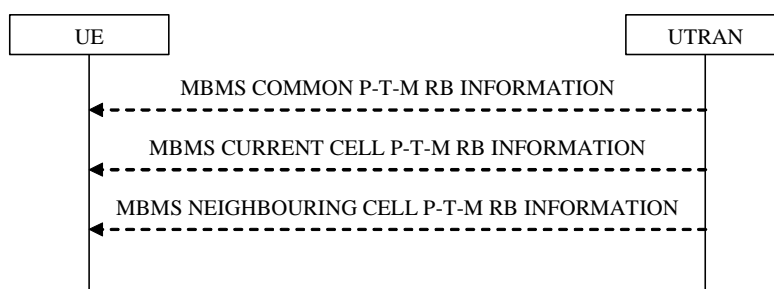 UE
UTRAN
MBMS COMMON P-T-M RB INFORMATION
MBMS CURRENT CELL P-T-M RB INFORMATION
MBMS NEIGHBOURING CELL P-T-M RB INFORMATION